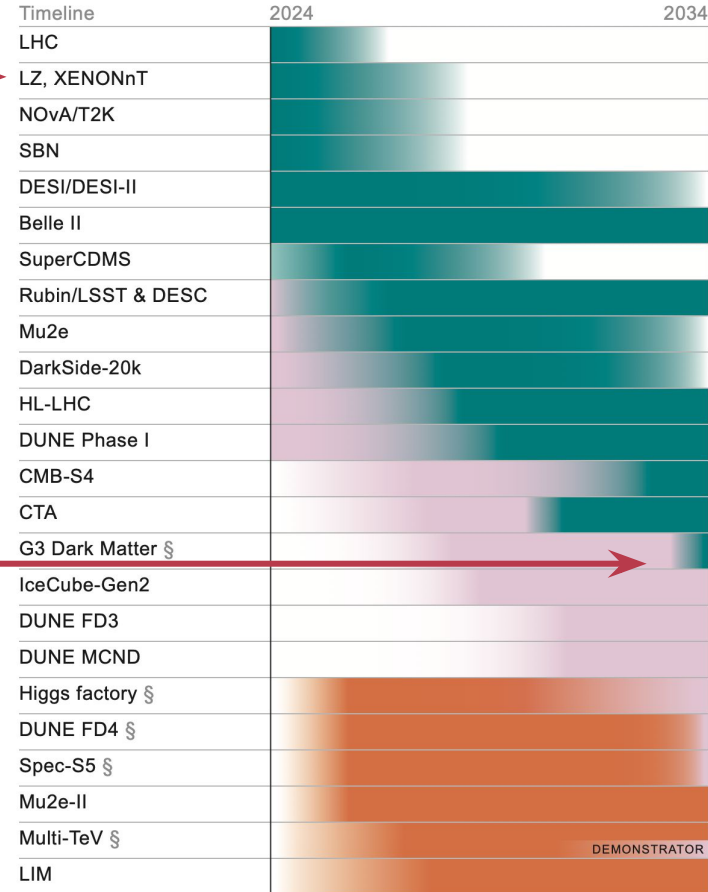 Timeline 2024 2034
LHC
LZ, XENONnT
NOvA/T2K
SBN
DESI/DESI-II
Belle II
SuperCDMS
Rubin/LSST & DESC
Mu2e
DarkSide-20k
HL-LHC
DUNE Phase I
CMB-S4
CTA
G3 Dark Matter §
IceCube-Gen2
DUNE FD3
DUNE MCND
Higgs factory §
DUNE FD4 §
Spec-S5 §
Mu2e-II
Multi-TeV § DEMONSTRATOR
LIM